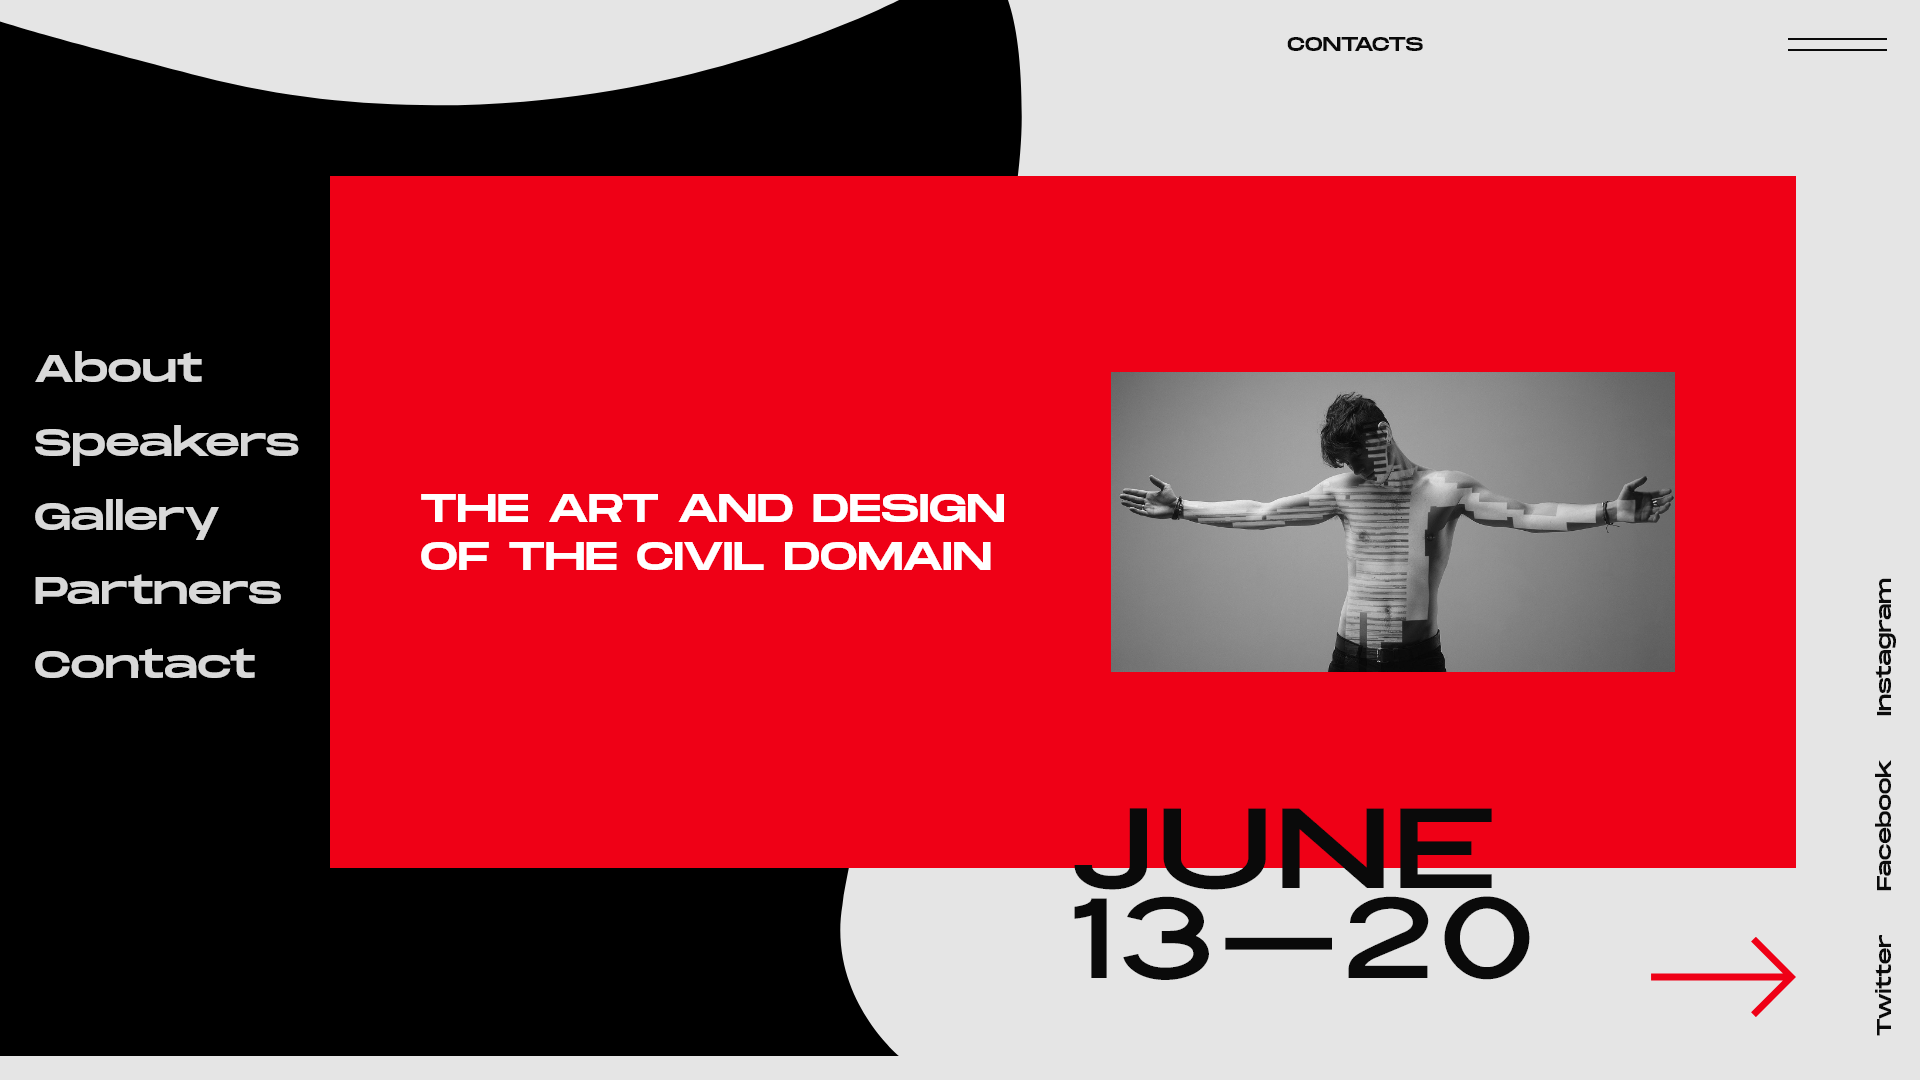 CONTACTS
About
Speakers
Gallery
Partners
Contact
THE ART AND DESIGN
OF THE CIVIL DOMAIN
JUNE
13—20
Instagram
Facebook
Twitter